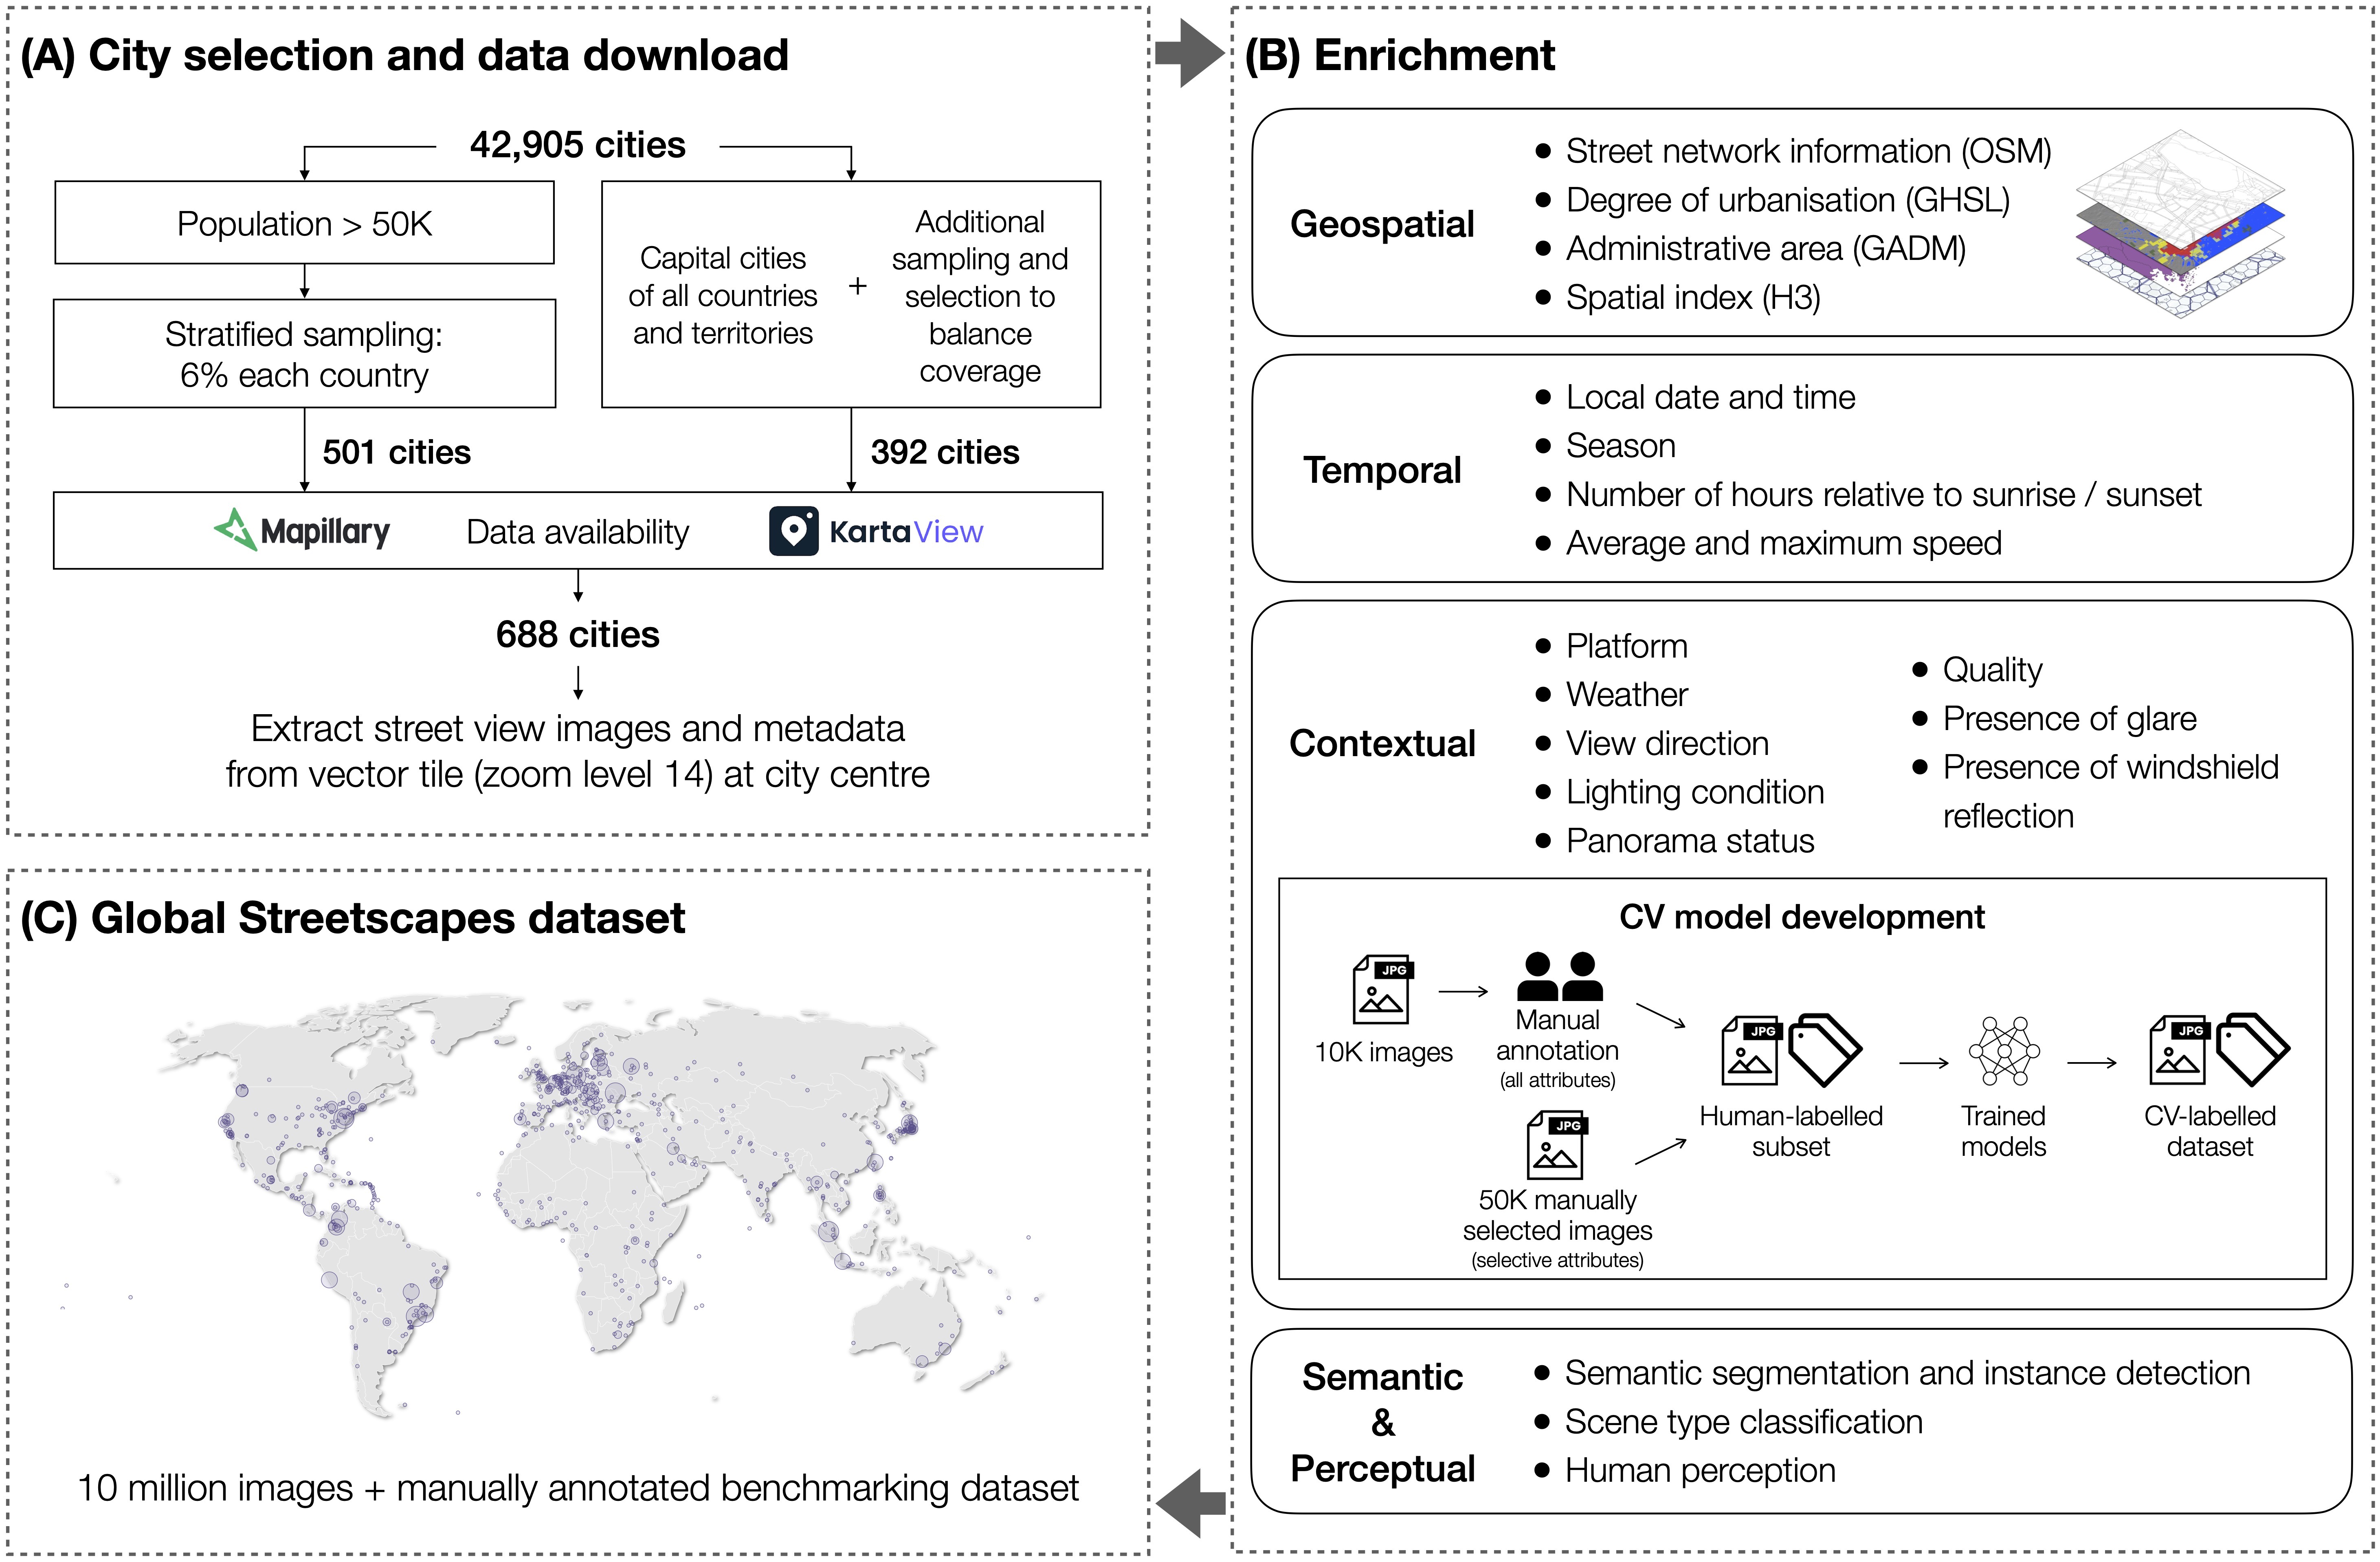 (A) City selection and data download
42,905 cities
Population > 50K
Stratified sampling:
6% each country
Capital cities
of all countries
and territories
+
Additional
sampling and
selection to
balance
coverage
501 cities
392 cities
Mapillary
Data availability
KartaView
688 cities
Extract street view images and metadata
from vector tile (zoom level 14) at city centre
(B) Enrichment
Geospatial
● Street network information (OSM)
● Degree of urbanisation (GHSL)
● Administrative area (GADM)
● Spatial index (H3)
Temporal
● Local date and time
● Season
● Number of hours relative to sunrise / sunset
● Average and maximum speed
Contextual
● Platform
● Weather
● View direction
● Lighting condition
● Panorama status
● Quality
● Presence of glare
● Presence of windshield
reflection
CV model development
JPG
10K images
Manual
annotation
(all attributes)
JPG
50K manually
selected images
(selective attributes)
JPG
Human-labelled
subset
Trained
models
JPG
CV-labelled
dataset
Semantic
&
Perceptual
● Semantic segmentation and instance detection
● Scene type classification
● Human perception
(C) Global Streetscapes dataset
10 million images + manually annotated benchmarking dataset